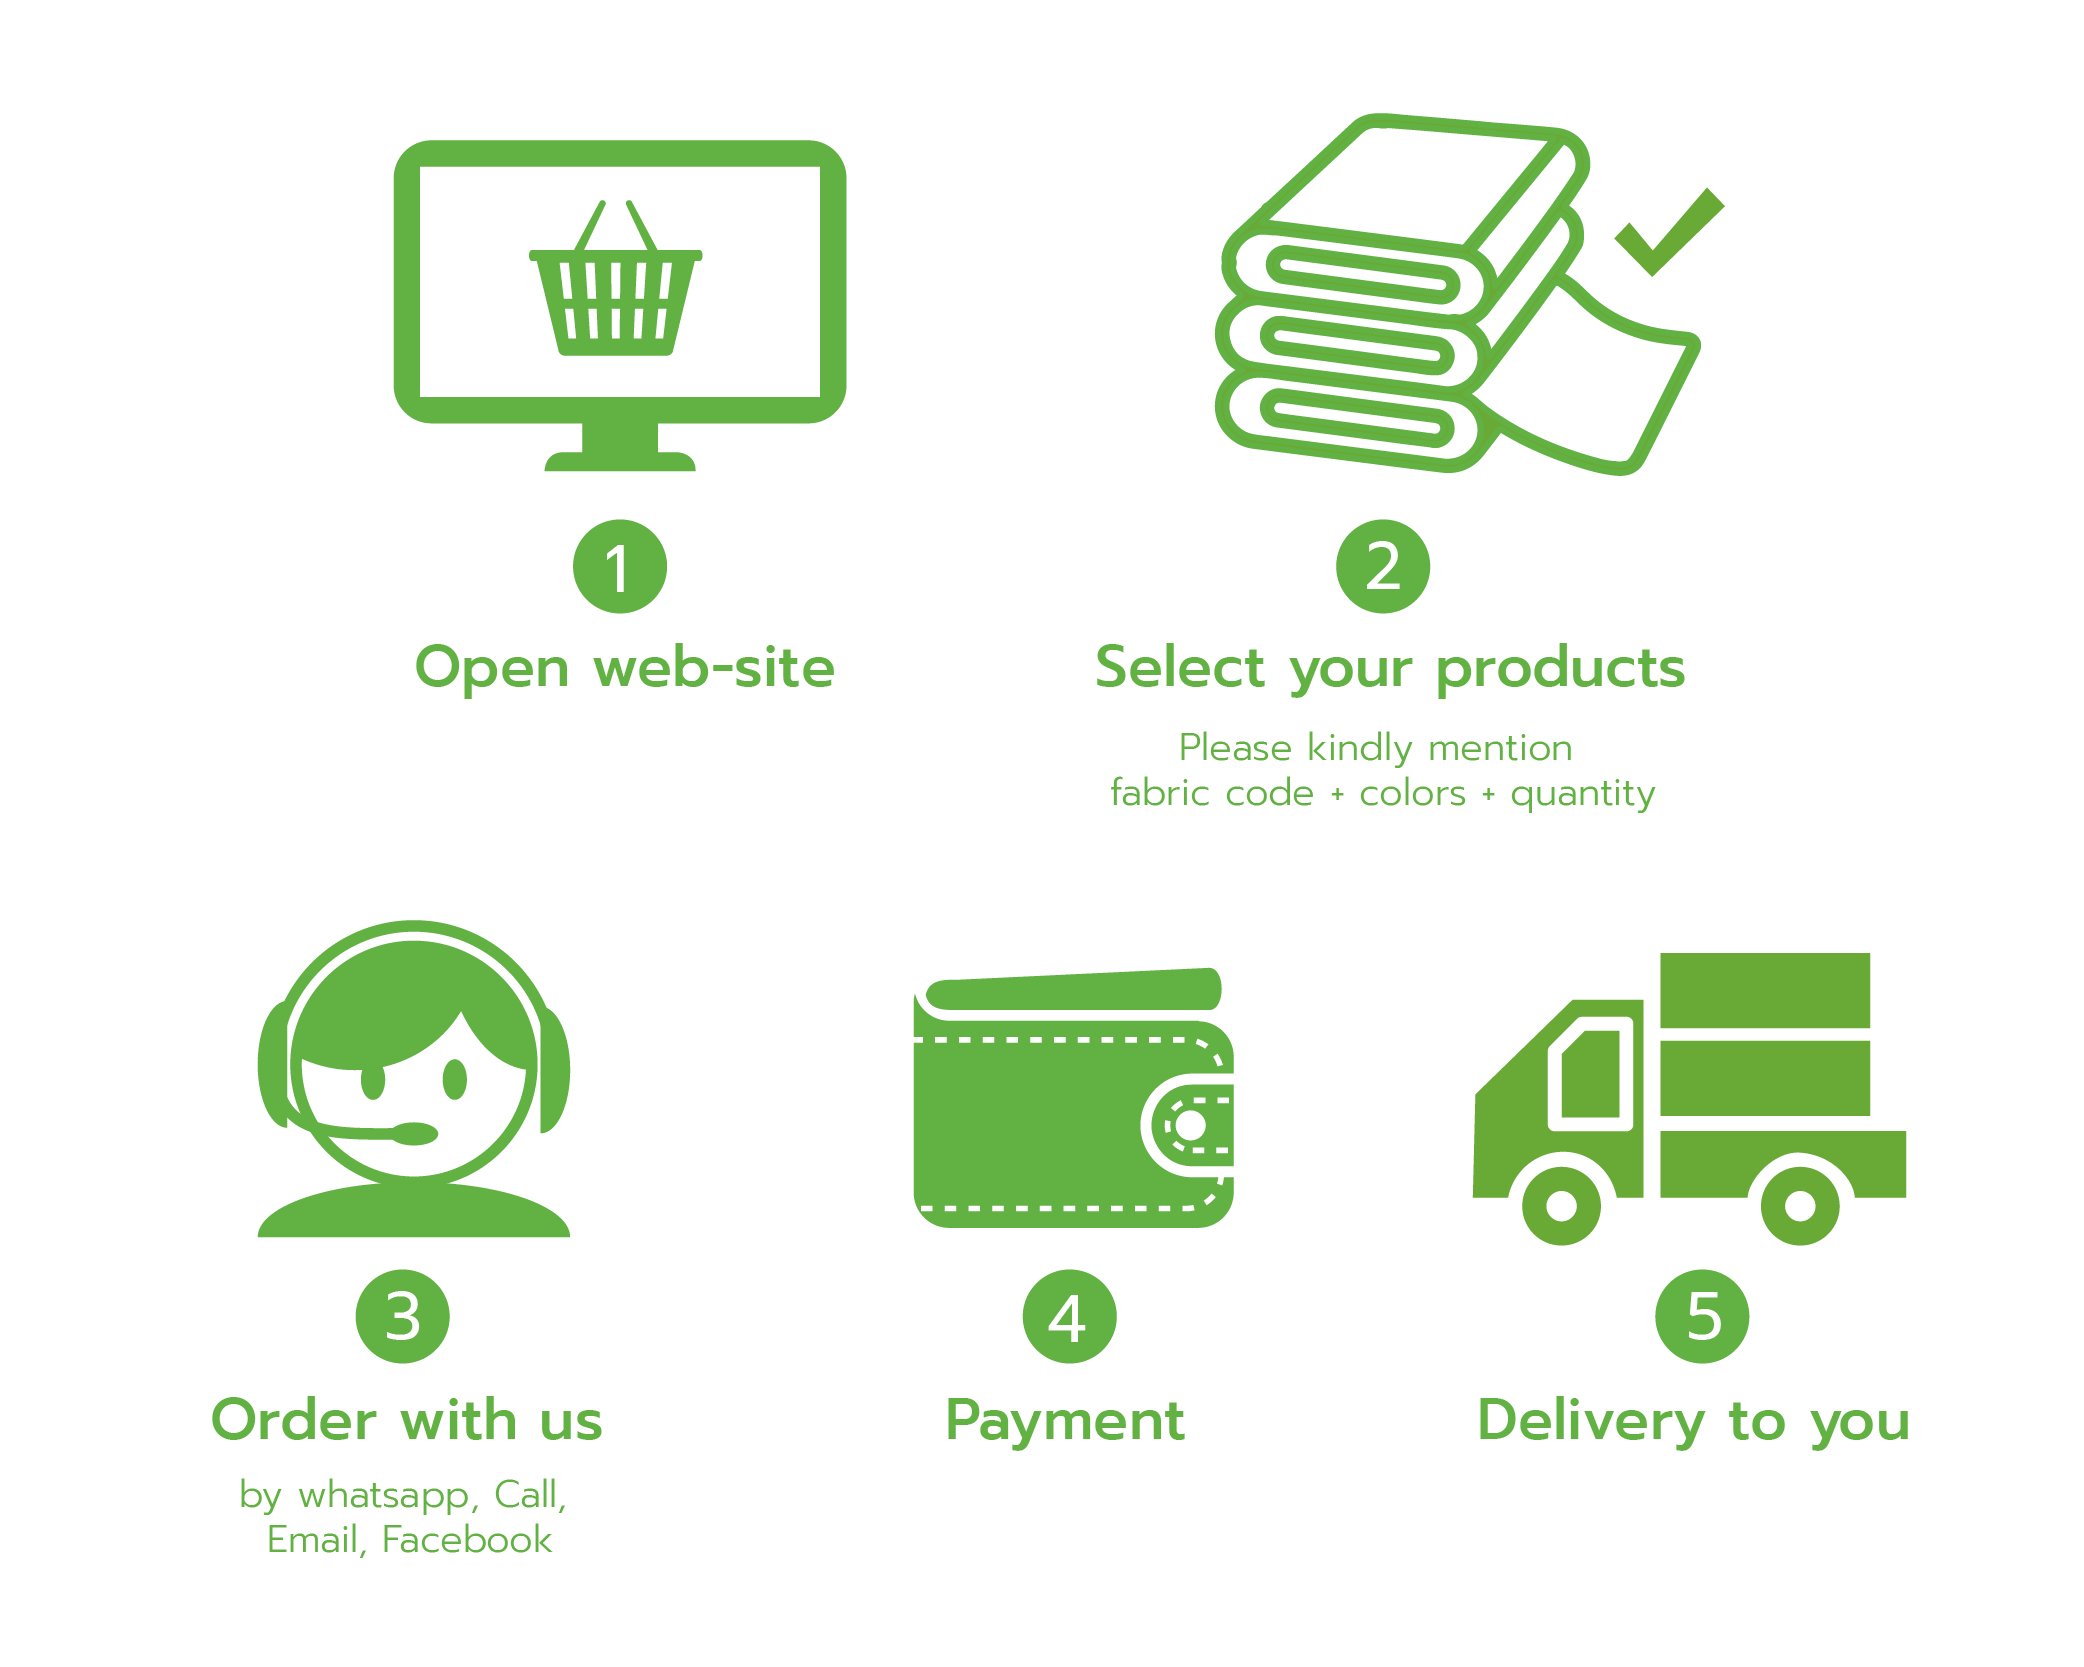 1
Open web-site
2
Select your products
Please kindly mention
fabric code + colors + quantity
3
Order with us
by whatsapp, Call,
Email, Facebook
4
Payment
5
Delivery to you